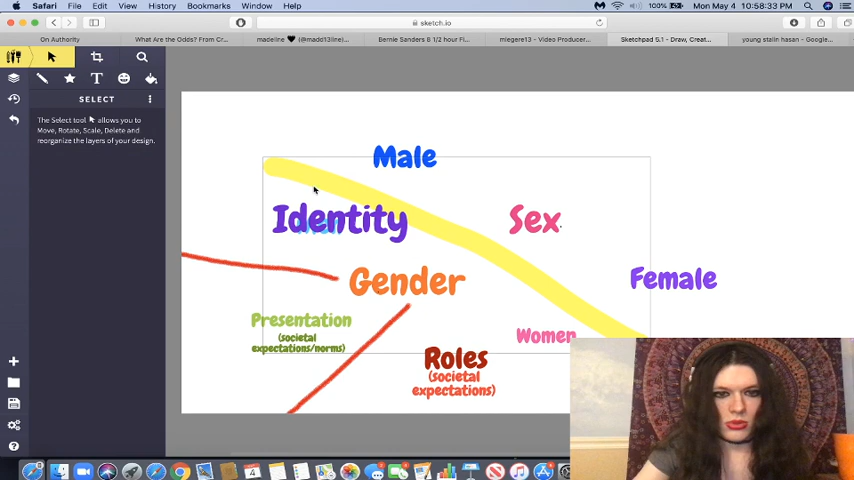 Safari File Edit View History Bookmarks Window Help
100% Mon May 4 10:58:33 PM
sketch.io
On Authority
What Are the Odds? From Cr...
madeline 🖤 (@madd13line)...
Bernie Sanders 8 1/2 hour Fi...
mlegere13 - Video Producer...
Sketchpad 5.1 - Draw, Creat...
young stalin hasan - Google...
SELECT
The Select tool allows you to
Move, Rotate, Scale, Delete and
reorganize the layers of your design.
Male
Identity
Sex
Gender
Female
Presentation
(societal
expectations/norms)
Women
Roles
(societal
expectations)